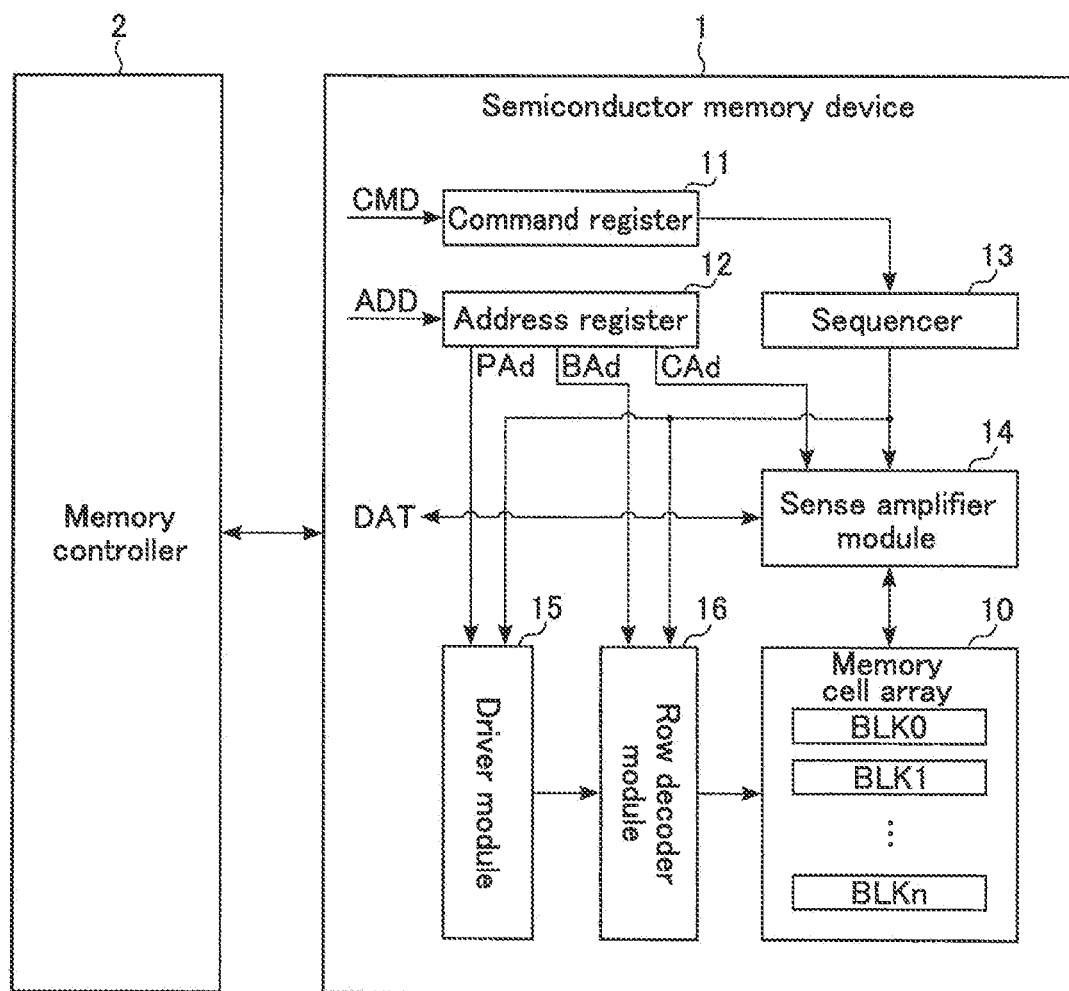 2
1
Semiconductor memory device
11
CMD
Command register
12
13
ADD
Address register
Sequencer
PAd
BAd
CAd
14
DAT
Sense amplifier
module
Memory
controller
15
16
10
Driver module
Row decoder
module
Memory
cell array
BLK0
BLK1
⋮
BLKn